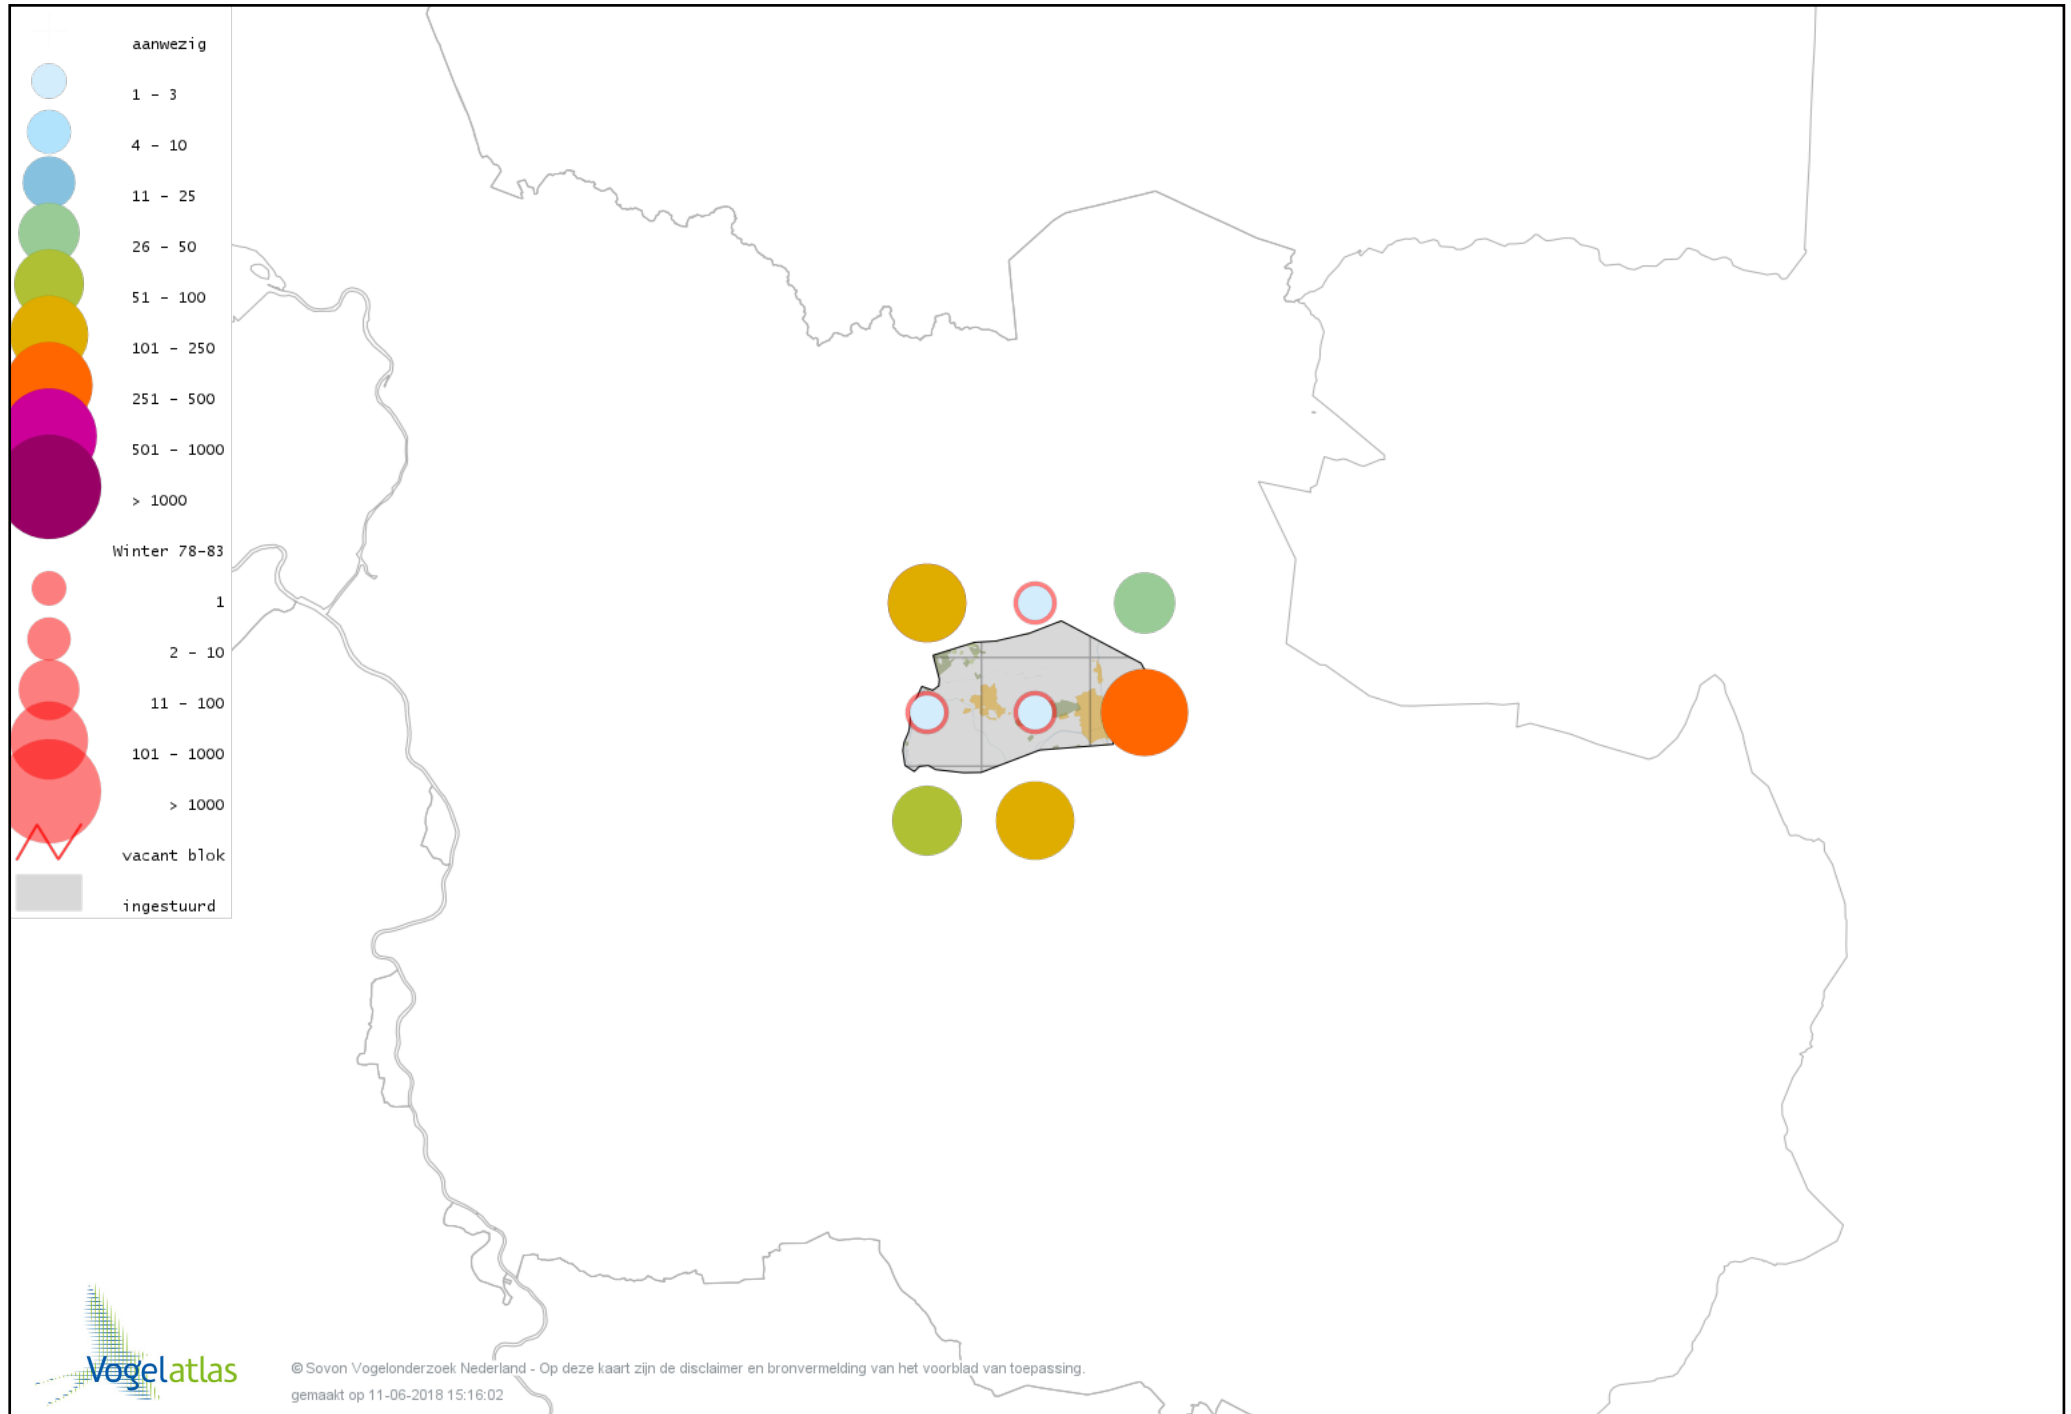 aanwezig
1 - 3
4 - 10
11 - 25
26 - 50
51 - 100
101 - 250
251 - 500
501 - 1000
> 1000
Winter 78-83
1
2 - 10
11 - 100
101 - 1000
> 1000
vacant blok
ingestuurd
Vogelatlas
© Sovon Vogelonderzoek Nederland - Op deze kaart zijn de disclaimer en bronvermelding van het voorblad van toepassing.
gemaakt op 11-06-2018 15:16:02